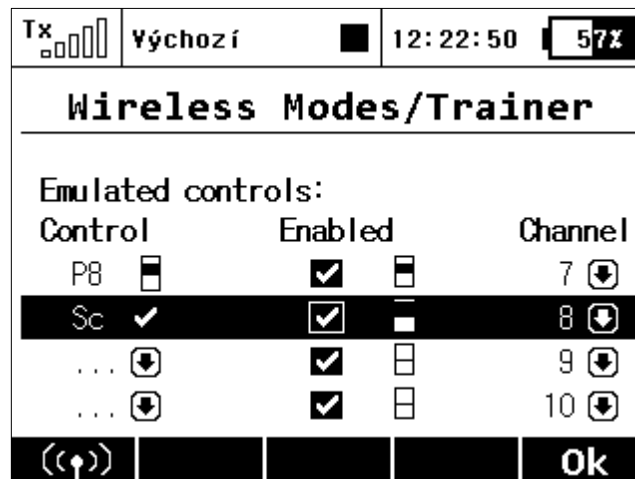 Tx Výchozí 12:22:50 57%
Wireless Modes/Trainer
Emulated controls:
Control Enabled Channel
P8 7
Sc 8
... 9
... 10
Ok